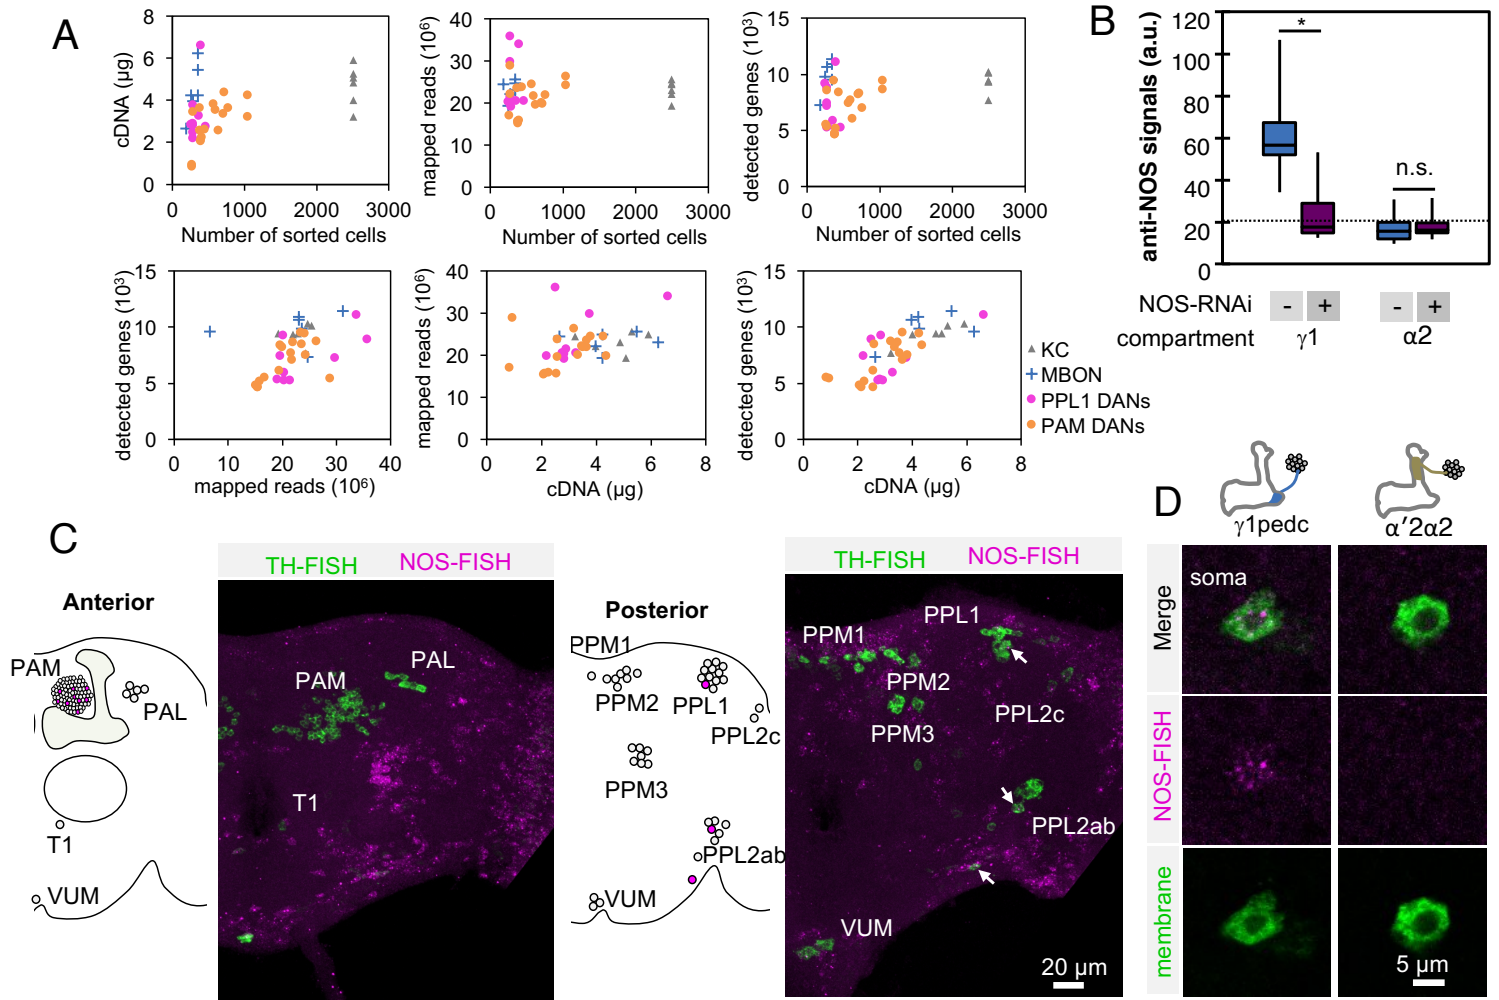 A
8
6
4
2
0
cDNA (µg)
0 1000 2000 3000
Number of sorted cells
40
30
20
10
0
mapped reads (10⁶)
0 1000 2000 3000
Number of sorted cells
15
10
5
0
detected genes (10³)
0 1000 2000 3000
Number of sorted cells
15
10
5
0
detected genes (10³)
0 10 20 30 40
mapped reads (10⁶)
40
30
20
10
0
mapped reads (10⁶)
0 2 4 6 8
cDNA (µg)
15
10
5
0
detected genes (10³)
0 2 4 6 8
cDNA (µg)
KC
MBON
PPL1 DANs
PAM DANs
B
120
100
80
60
40
20
0
anti-NOS signals (a.u.)
*
n.s.
NOS-RNAi - + - +
compartment γ1 α2
C
Anterior
PAM
PAL
T1
VUM
TH-FISH NOS-FISH
PAL
PAM
T1
Posterior
PPM1
PPM2
PPL1
PPL2c
PPM3
PPL2ab
VUM
TH-FISH NOS-FISH
PPL1
PPM1
PPM2
PPL2c
PPM3
PPL2ab
VUM
20 µm
D
γ1pedc α′2α2
Merge
soma
NOS-FISH
membrane
5 µm